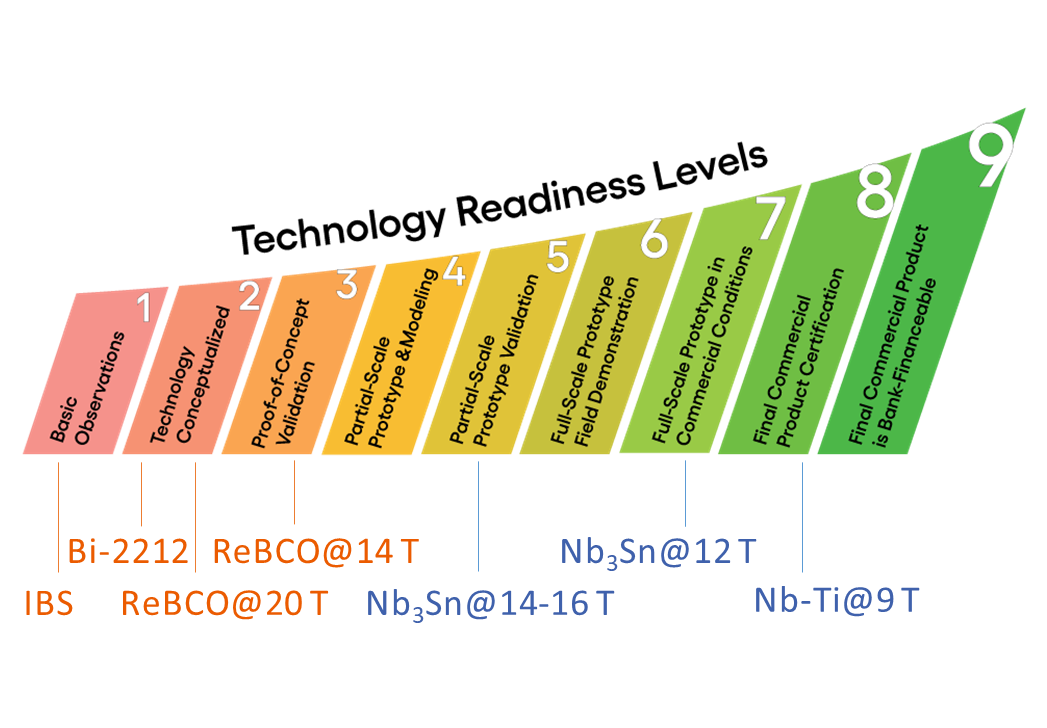 Technology Readiness Levels
1
Basic
Observations
2
Technology
Conceptualized
3
Proof-of-Concept
Validation
4
Partial-Scale
Prototype & Modeling
5
Partial-Scale
Prototype Validation
6
Full-Scale Prototype
Field Demonstration
7
Full-Scale Prototype in
Commercial Conditions
8
Final Commercial
Product Certification
9
Final Commercial Product
is Bank-Financeable
Bi-2212
ReBCO@14 T
Nb₃Sn@12 T
IBS
ReBCO@20 T
Nb₃Sn@14-16 T
Nb-Ti@9 T